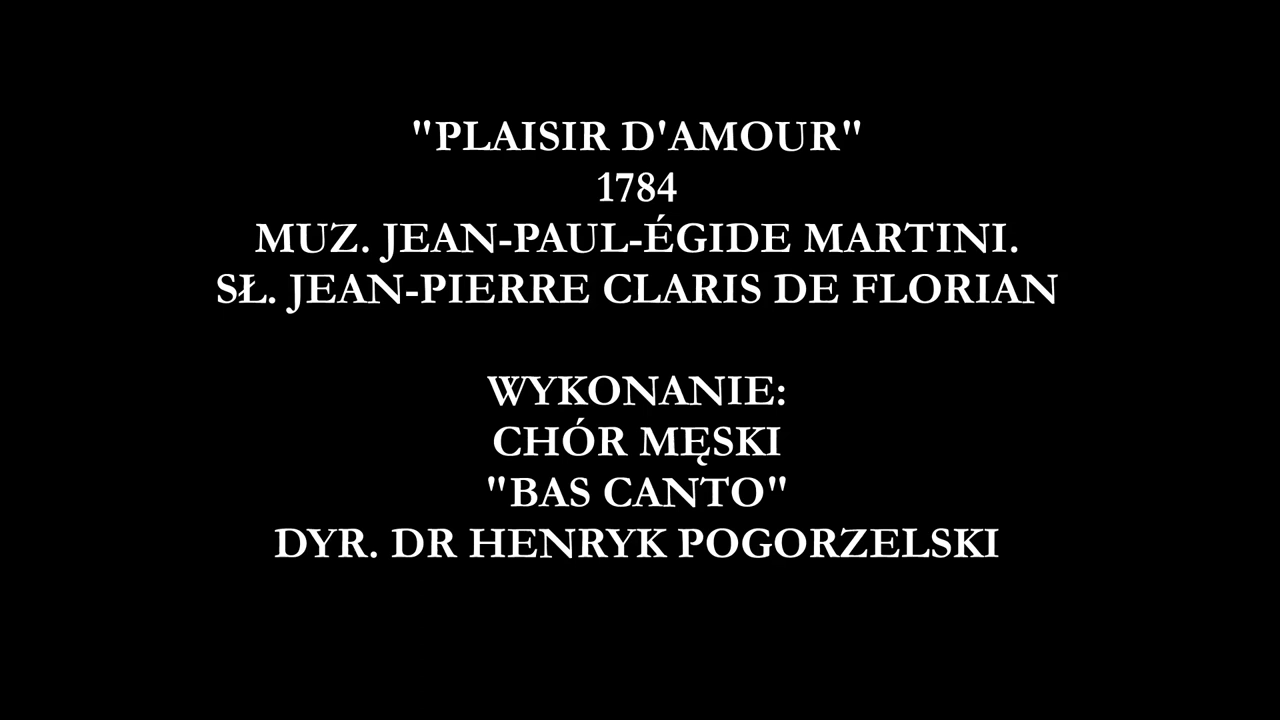 "PLAISIR D'AMOUR"
1784
MUZ. JEAN-PAUL-ÉGIDE MARTINI.
SŁ. JEAN-PIERRE CLARIS DE FLORIAN
WYKONANIE:
CHÓR MĘSKI
"BAS CANTO"
DYR. DR HENRYK POGORZELSKI